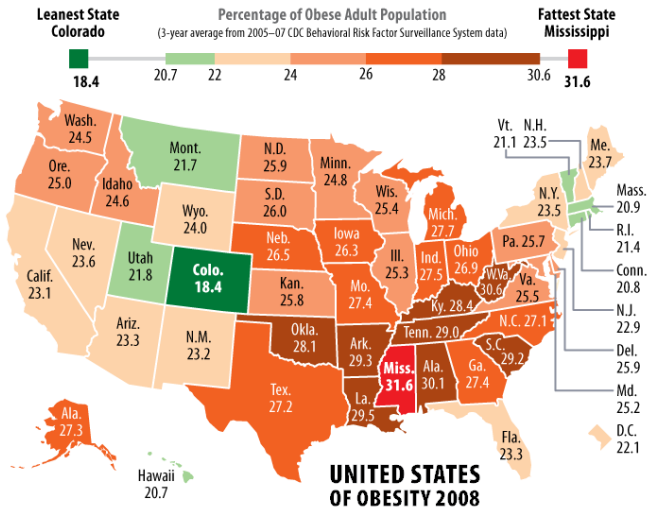 Leanest State
Colorado
18.4
Percentage of Obese Adult Population
(3-year average from 2005–07 CDC Behavioral Risk Factor Surveillance System data)
Fattest State
Mississippi
31.6
20.7 22 24 26 28 30.6
Wash.
24.5
Ore.
25.0
Idaho
24.6
Mont.
21.7
N.D.
25.9
Minn.
24.8
S.D.
26.0
Wis.
25.4
Mich.
27.7
Vt.
21.1
N.H.
23.5
Me.
23.7
N.Y.
23.5
Mass.
20.9
R.I.
21.4
Conn.
20.8
N.J.
22.9
Del.
25.9
Md.
25.2
D.C.
22.1
Wyo.
24.0
Nev.
23.6
Utah
21.8
Colo.
18.4
Calif.
23.1
Neb.
26.5
Iowa
26.3
Ill.
25.3
Ind.
27.5
Ohio
26.9
Pa. 25.7
W.Va.
30.6
Va.
25.5
Kan.
25.8
Mo.
27.4
Ky. 28.4
N.C. 27.1
Tenn. 29.0
S.C.
29.2
Ariz.
23.3
N.M.
23.2
Okla.
28.1
Ark.
29.3
Miss.
31.6
Ala.
30.1
Ga.
27.4
Tex.
27.2
La.
29.5
Fla.
23.3
Ala.
27.3
Hawaii
20.7
UNITED STATES
OF OBESITY 2008